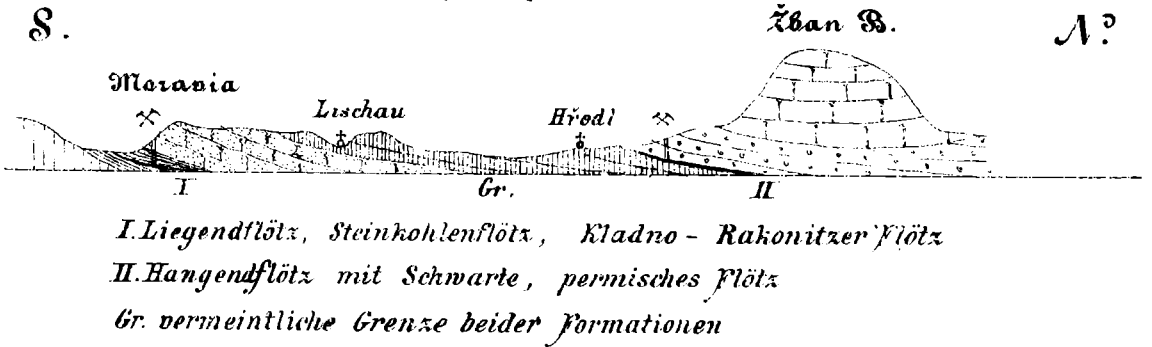 S. Žban B. N.
Moravia
Lischau Hředl
I Gr. II
I. Liegendflötz, Steinkohlenflötz, Kladno - Rakonitzer Flötz
II. Hangendflötz mit Schwarte, permisches Flötz
Gr. vermeintliche Grenze beider Formationen